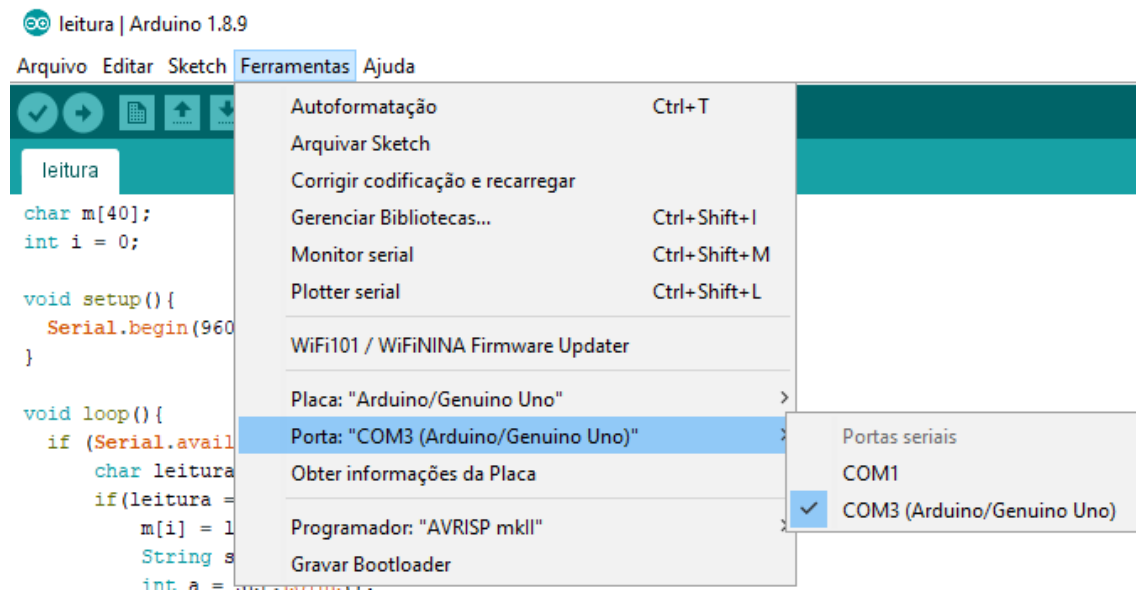 leitura | Arduino 1.8.9
Arquivo Editar Sketch Ferramentas Ajuda
leitura
Autoformatação Ctrl+T
Arquivar Sketch
Corrigir codificação e recarregar
Gerenciar Bibliotecas... Ctrl+Shift+I
Monitor serial Ctrl+Shift+M
Plotter serial Ctrl+Shift+L
WiFi101 / WiFiNINA Firmware Updater
Placa: "Arduino/Genuino Uno"
Porta: "COM3 (Arduino/Genuino Uno)"
Obter informações da Placa
Programador: "AVRISP mkII"
Gravar Bootloader
Portas seriais
COM1
COM3 (Arduino/Genuino Uno)
char m[40];
int i = 0;
void setup(){
Serial.begin(960
}
void loop(){
if (Serial.avail
char leitura
if(leitura =
m[i] = l
String s
int a =